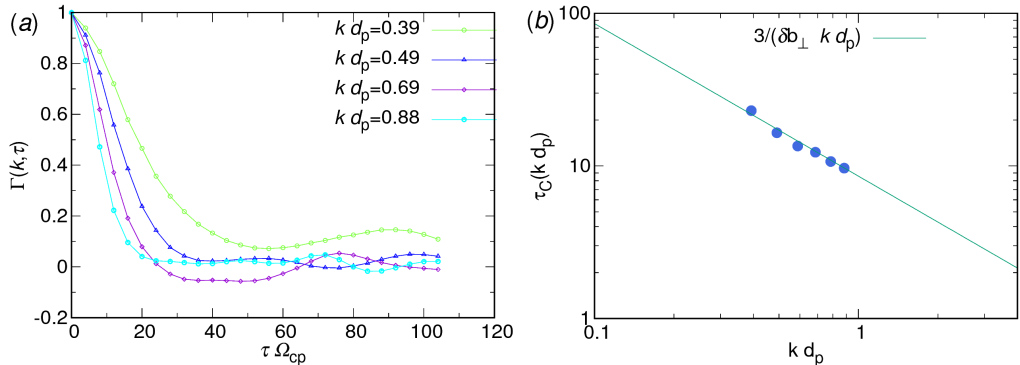 (a)
k dp=0.39
k dp=0.49
k dp=0.69
k dp=0.88
1
0.8
0.6
0.4
0.2
0
-0.2
Γ(k,τ)
0 20 40 60 80 100 120
τ Ωcp
(b)
3/(δb⊥ k dp)
100
10
1
τC(k dp)
0.1 1
k dp